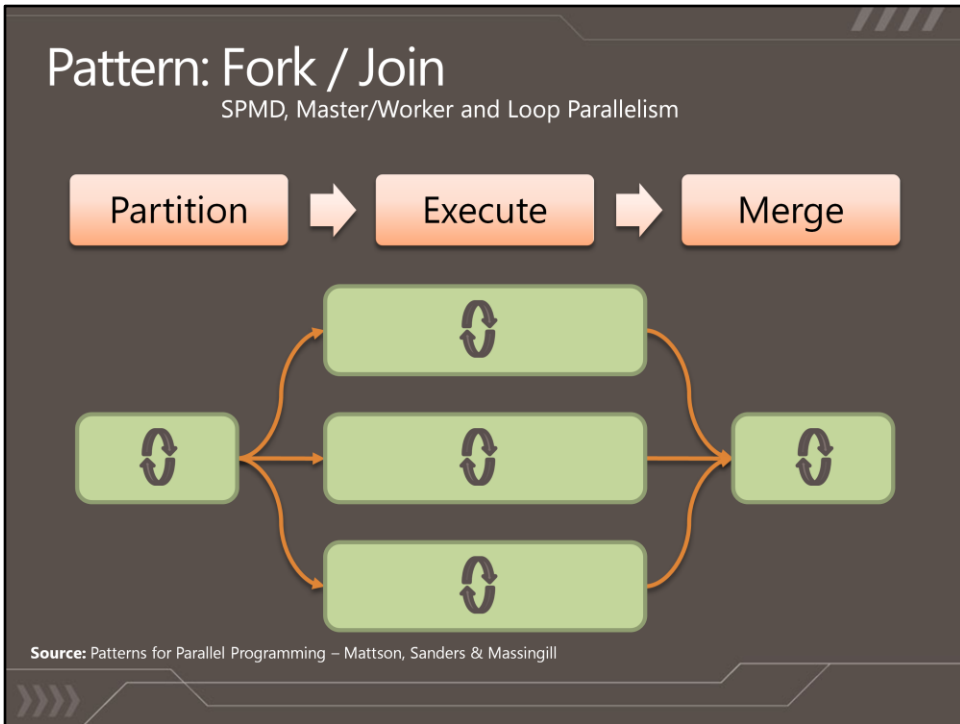 Pattern: Fork / Join
SPMD, Master/Worker and Loop Parallelism
Partition
Execute
Merge
Source: Patterns for Parallel Programming – Mattson, Sanders & Massingill